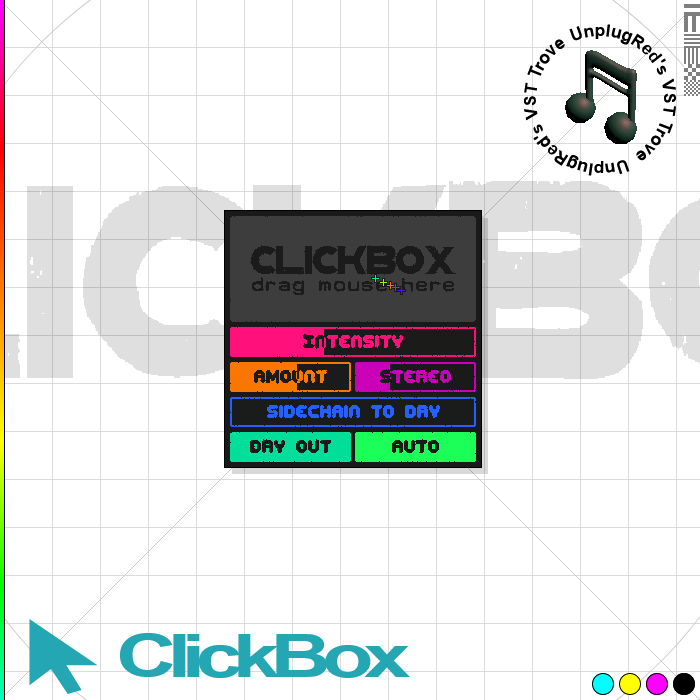 UnplugRed's VST Trove UnplugRed's VST Trove
CLICKBOX
CLICKBOX
drag mouse here
INTENSITY
AMOUNT STEREO
SIDECHAIN TO DRY
DRY OUT AUTO
ClickBox